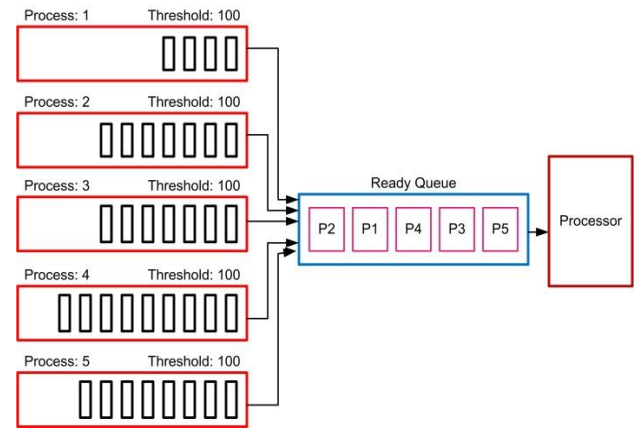 Process: 1 Threshold: 100
Process: 2 Threshold: 100
Process: 3 Threshold: 100
Process: 4 Threshold: 100
Process: 5 Threshold: 100
Ready Queue
P2 P1 P4 P3 P5
Processor